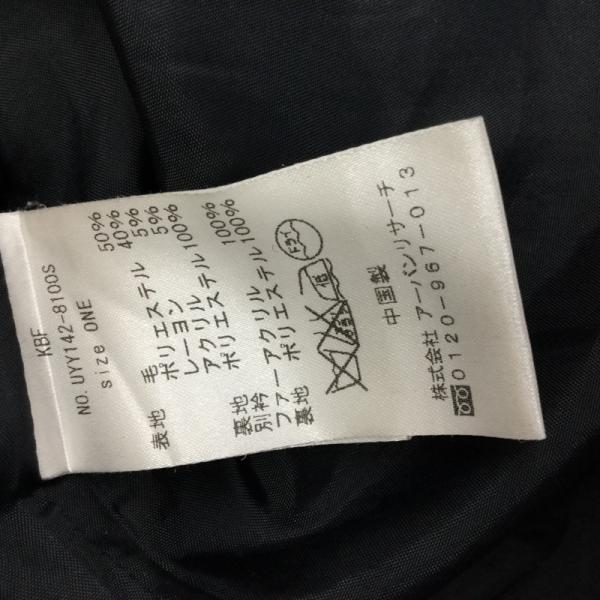 KBF
NO. UYY142-8100S
size ONE
表地 毛 50%
ポリエステル 40%
レーヨン 5%
アクリル 5%
裏地 ポリエステル 100%
別衿
ファー アクリル 100%
裏地 ポリエステル 100%
ドライ
中国製
株式会社 アーバンリサーチ
0120-967-013